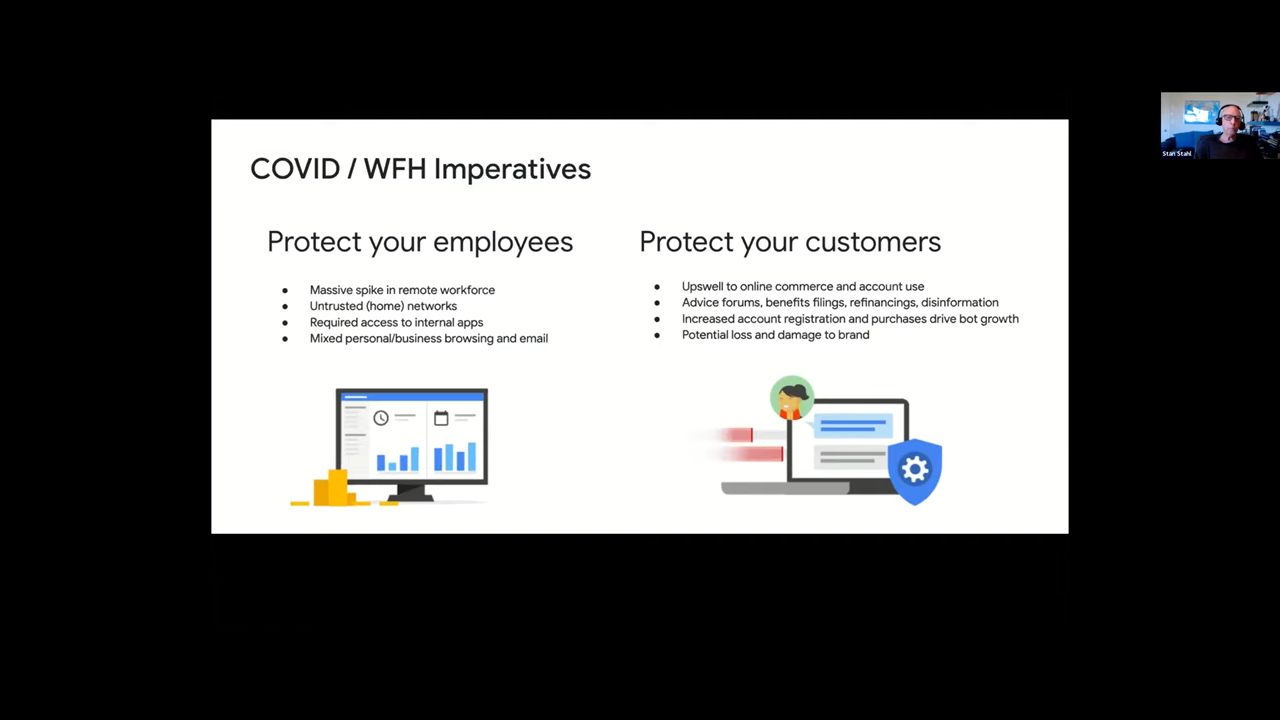 COVID / WFH Imperatives
Protect your employees
● Massive spike in remote workforce
● Untrusted (home) networks
● Required access to internal apps
● Mixed personal/business browsing and email
Protect your customers
● Upswell to online commerce and account use
● Advice forums, benefits filings, refinancings, disinformation
● Increased account registration and purchases drive bot growth
● Potential loss and damage to brand
Stan Stahl